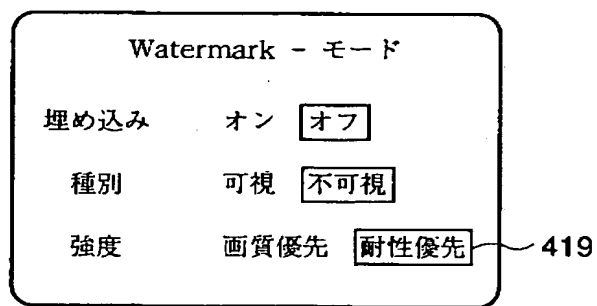 Watermark - モード
埋め込み オン オフ
種別 可視 不可視
強度 画質優先 耐性優先 419